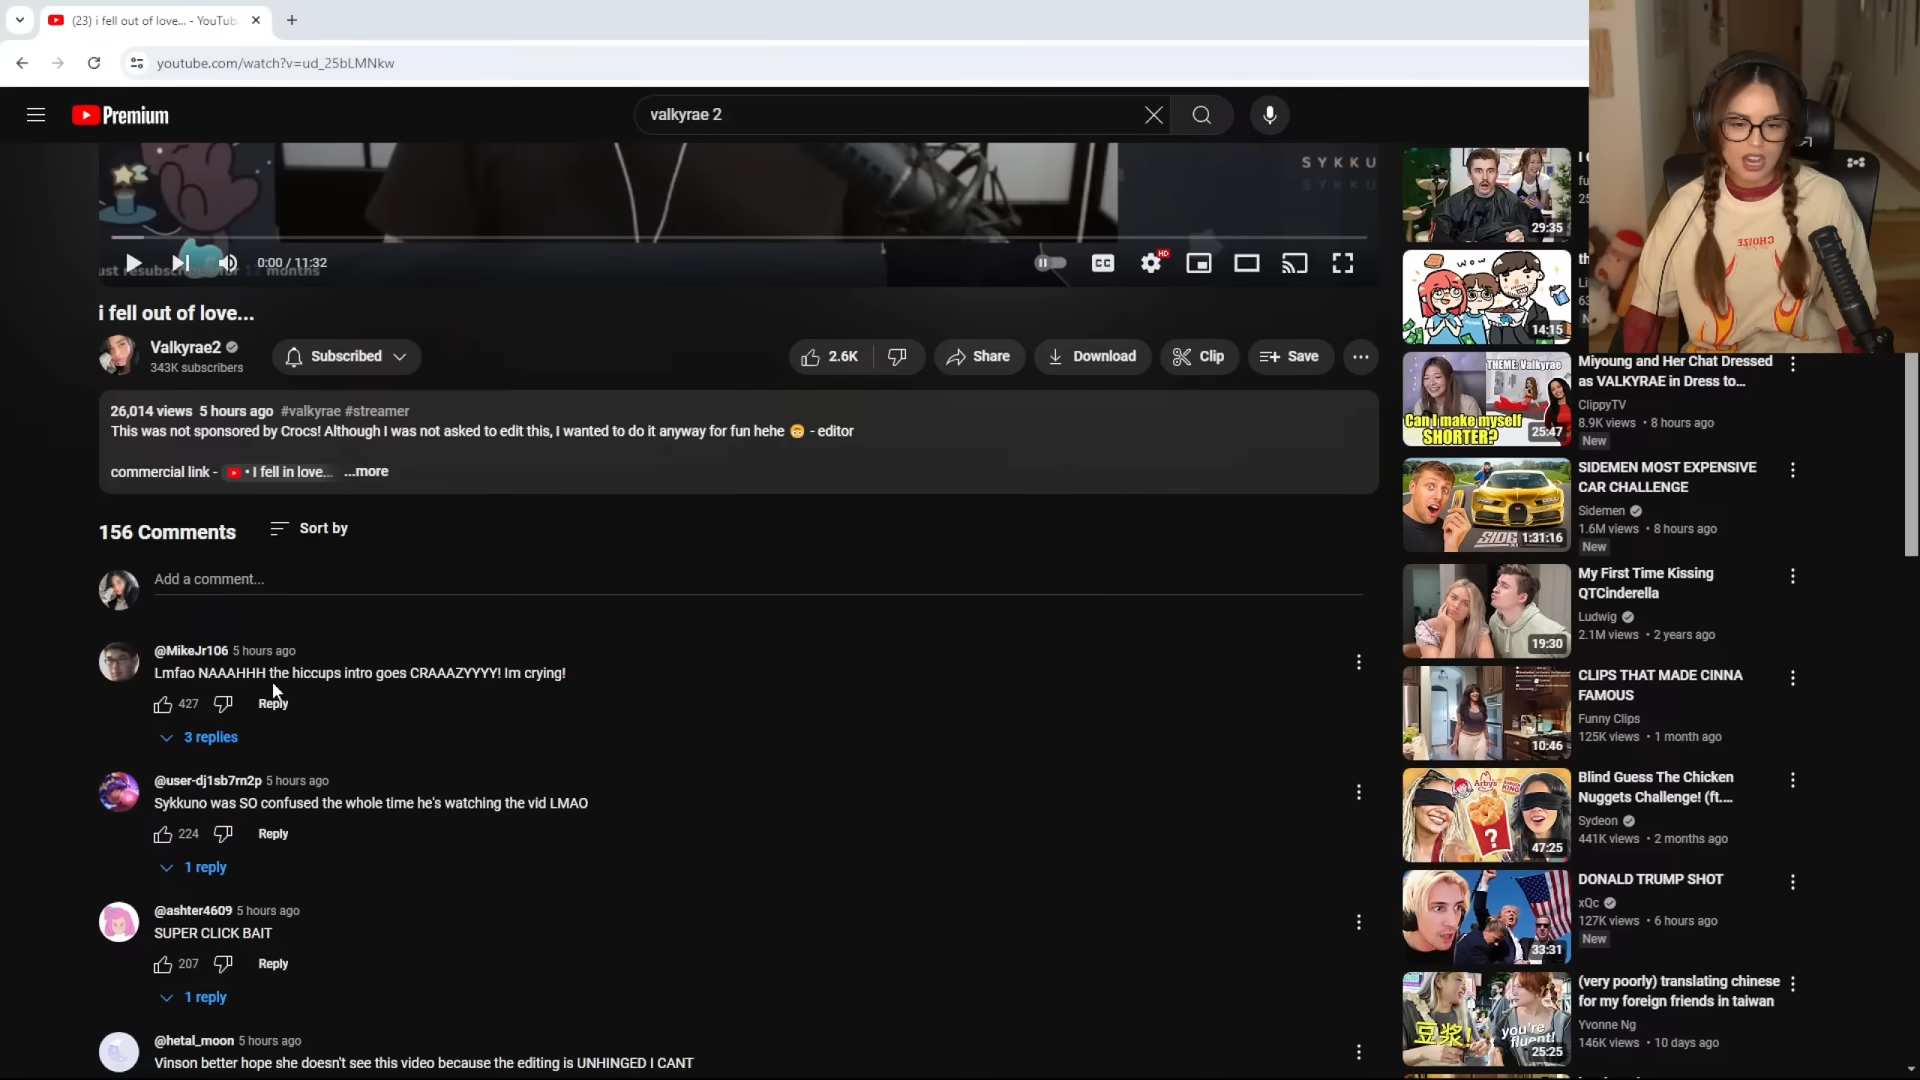 (23) i fell out of love... - YouTub
youtube.com/watch?v=ud_25bLMNkw
Premium
valkyrae 2
SYKKU
SYKKU
0:00 / 11:32
CC
HD
ust resubscri for 12 months
i fell out of love...
Valkyrae2
343K subscribers
Subscribed
2.6K
Share
Download
Clip
Save
26,014 views 5 hours ago #valkyrae #streamer
This was not sponsored by Crocs! Although I was not asked to edit this, I wanted to do it anyway for fun hehe - editor
commercial link - • I fell in love... ...more
156 Comments
Sort by
Add a comment...
@MikeJr106 5 hours ago
Lmfao NAAAHHH the hiccups intro goes CRAAAZYYYY! Im crying!
427
Reply
3 replies
@user-dj1sb7rn2p 5 hours ago
Sykkuno was SO confused the whole time he's watching the vid LMAO
224
Reply
1 reply
@ashter4609 5 hours ago
SUPER CLICK BAIT
207
Reply
1 reply
@hetal_moon 5 hours ago
Vinson better hope she doesn't see this video because the editing is UNHINGED I CANT
29:35
wow
14:15
THEME: Valkyrae
Can I make myself
SHORTER?
25:47
Miyoung and Her Chat Dressed
as VALKYRAE in Dress to...
ClippyTV
8.9K views • 8 hours ago
New
SIDE
1:31:16
SIDEMEN MOST EXPENSIVE
CAR CHALLENGE
Sidemen
1.6M views • 8 hours ago
New
19:30
My First Time Kissing
QTCinderella
Ludwig
2.1M views • 2 years ago
10:46
CLIPS THAT MADE CINNA
FAMOUS
Funny Clips
125K views • 1 month ago
Arby's
?
47:25
Blind Guess The Chicken
Nuggets Challenge! (ft....
Sydeon
441K views • 2 months ago
33:31
DONALD TRUMP SHOT
xQc
127K views • 6 hours ago
New
豆浆!
you're
fluent!
25:25
(very poorly) translating chinese
for my foreign friends in taiwan
Yvonne Ng
146K views • 10 days ago
CHOIZE